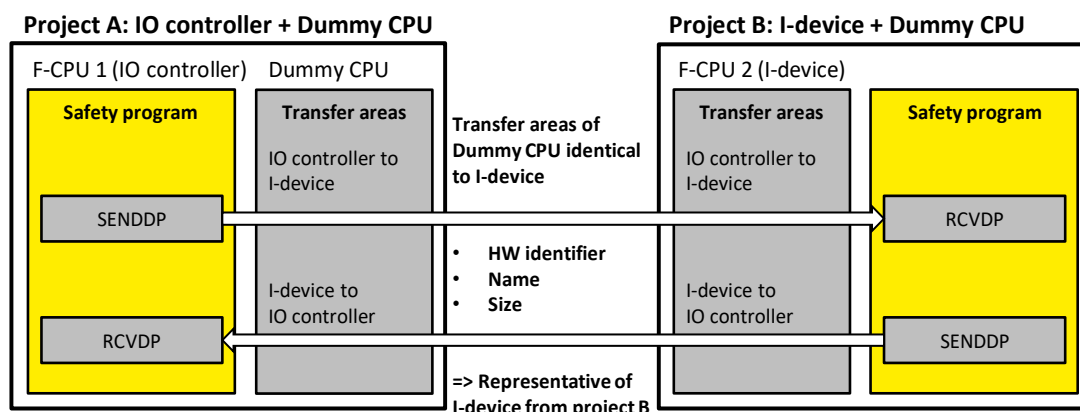 Project A: IO controller + Dummy CPU
F-CPU 1 (IO controller)
Dummy CPU
Safety program
Transfer areas
IO controller to
I-device
SENDDP
I-device to
IO controller
RCVDP
Transfer areas of
Dummy CPU identical
to I-device
• HW identifier
• Name
• Size
=> Representative of
I-device from project B
Project B: I-device + Dummy CPU
F-CPU 2 (I-device)
Transfer areas
Safety program
IO controller to
I-device
RCVDP
I-device to
IO controller
SENDDP